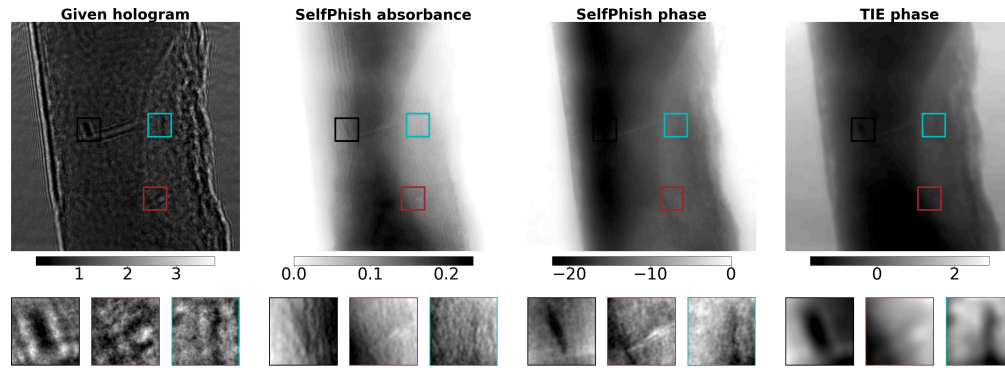 Given hologram
SelfPhish absorbance
SelfPhish phase
TIE phase
1 2 3
0.0 0.1 0.2
−20 −10 0
0 2